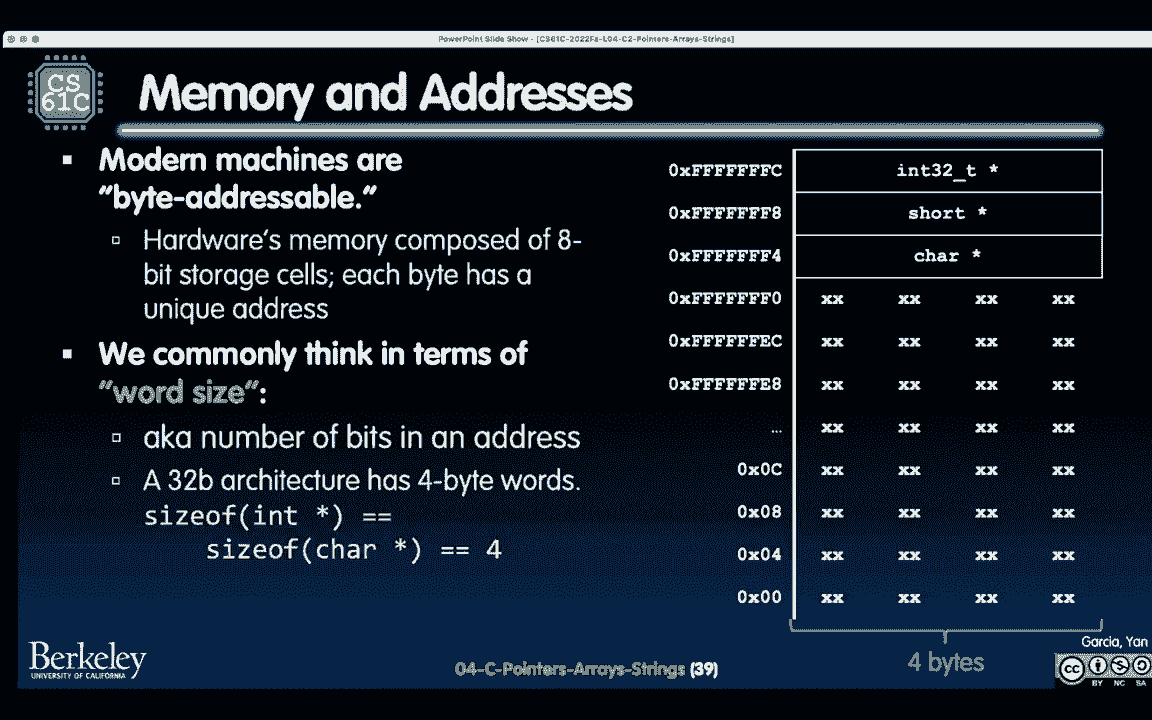 PowerPoint Slide Show - [CS61C-2022Fa-L04-C2-Pointers-Arrays-Strings]
CS
61C
Memory and Addresses
▪ Modern machines are
"byte-addressable."
▫ Hardware's memory composed of 8-
bit storage cells; each byte has a
unique address
▪ We commonly think in terms of
"word size":
▫ aka number of bits in an address
▫ A 32b architecture has 4-byte words.
sizeof(int *) ==
sizeof(char *) == 4
0xFFFFFFFC int32_t *
0xFFFFFFF8 short *
0xFFFFFFF4 char *
0xFFFFFFF0 xx xx xx xx
0xFFFFFFEC xx xx xx xx
0xFFFFFFE8 xx xx xx xx
... xx xx xx xx
0x0C xx xx xx xx
0x08 xx xx xx xx
0x04 xx xx xx xx
0x00 xx xx xx xx
4 bytes
Berkeley
UNIVERSITY OF CALIFORNIA
04-C-Pointers-Arrays-Strings (39)
Garcia, Yan
cc
BY NC SA